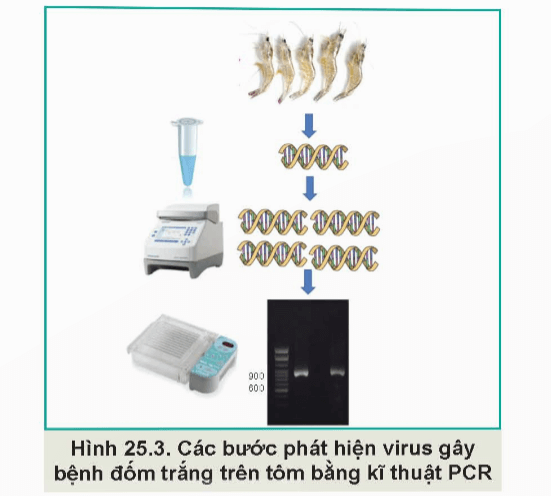 900
600
Hình 25.3. Các bước phát hiện virus gây
bệnh đốm trắng trên tôm bằng kĩ thuật PCR